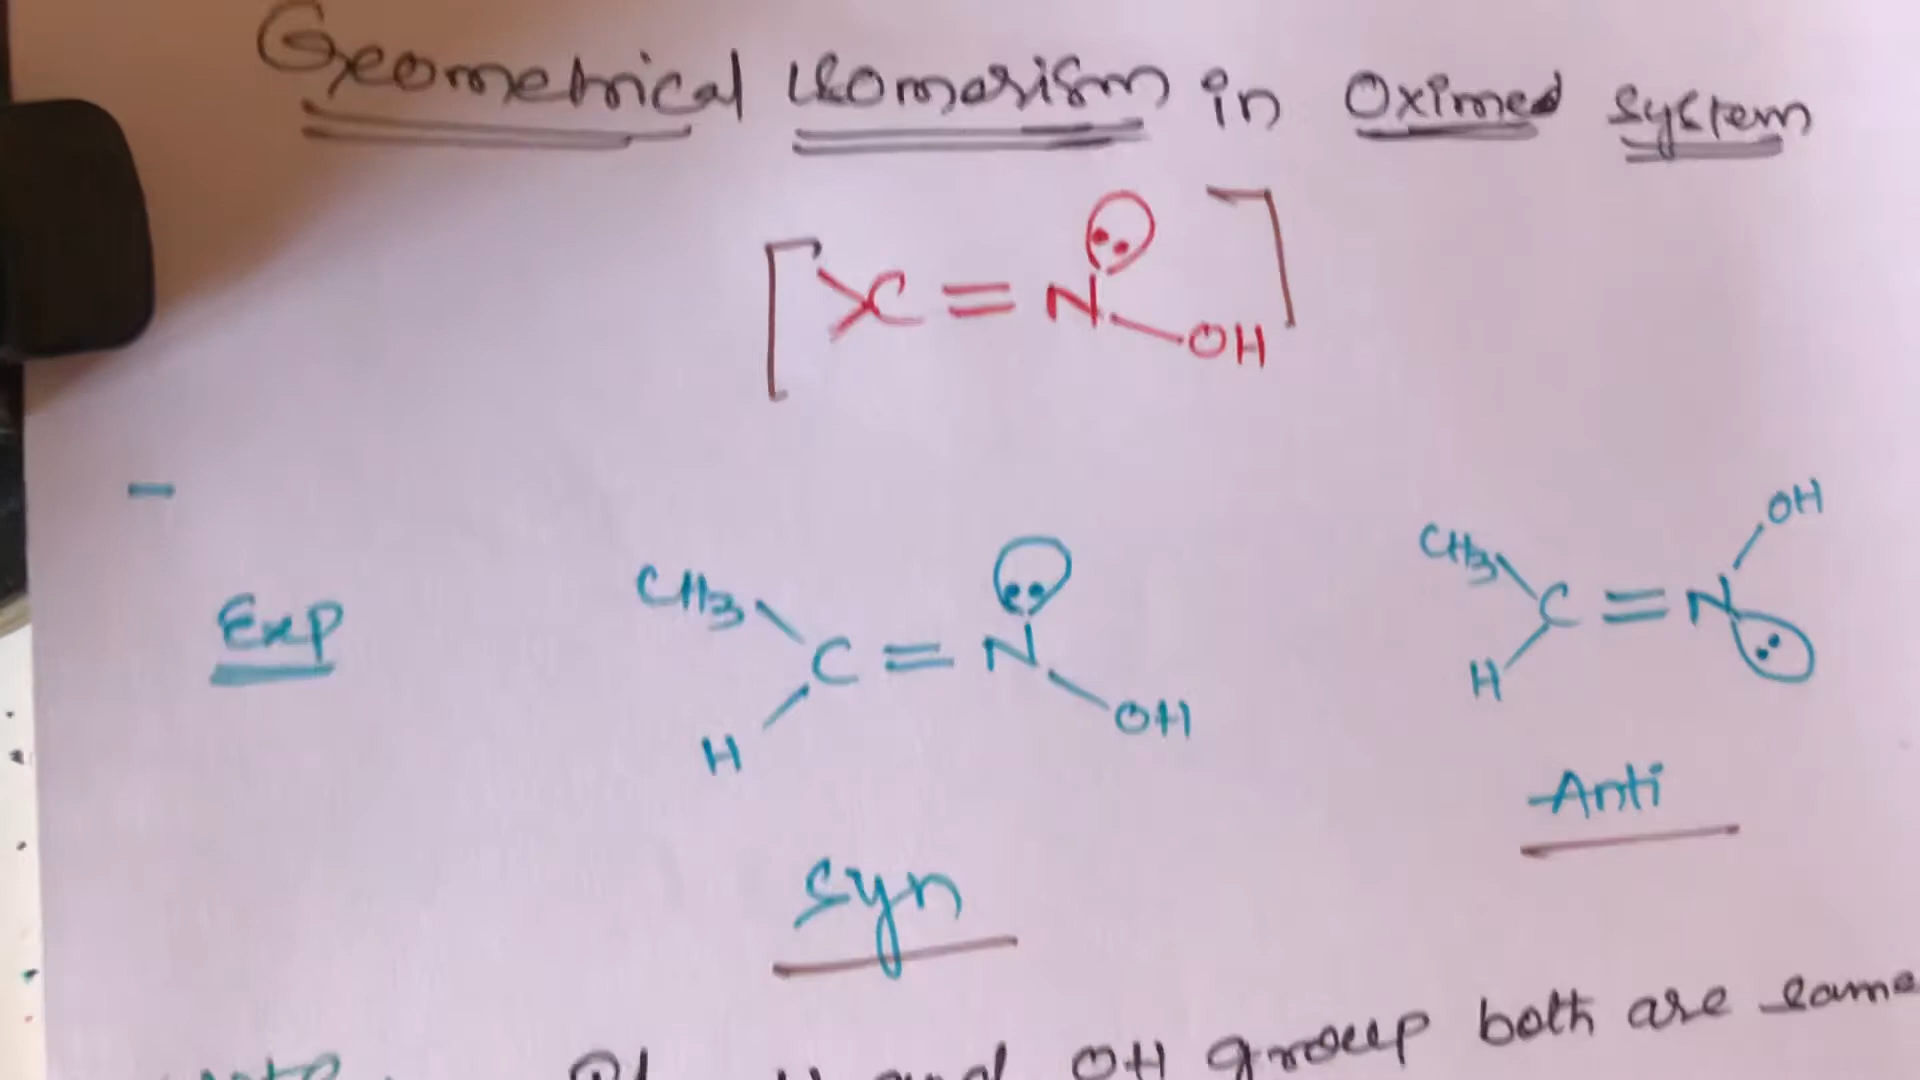 Geometrical isomerism in Oximes system
C = N
OH
Exp
CH3
C = N
OH
H
CH3
C = N
OH
H
Syn
Anti
OH group both are same